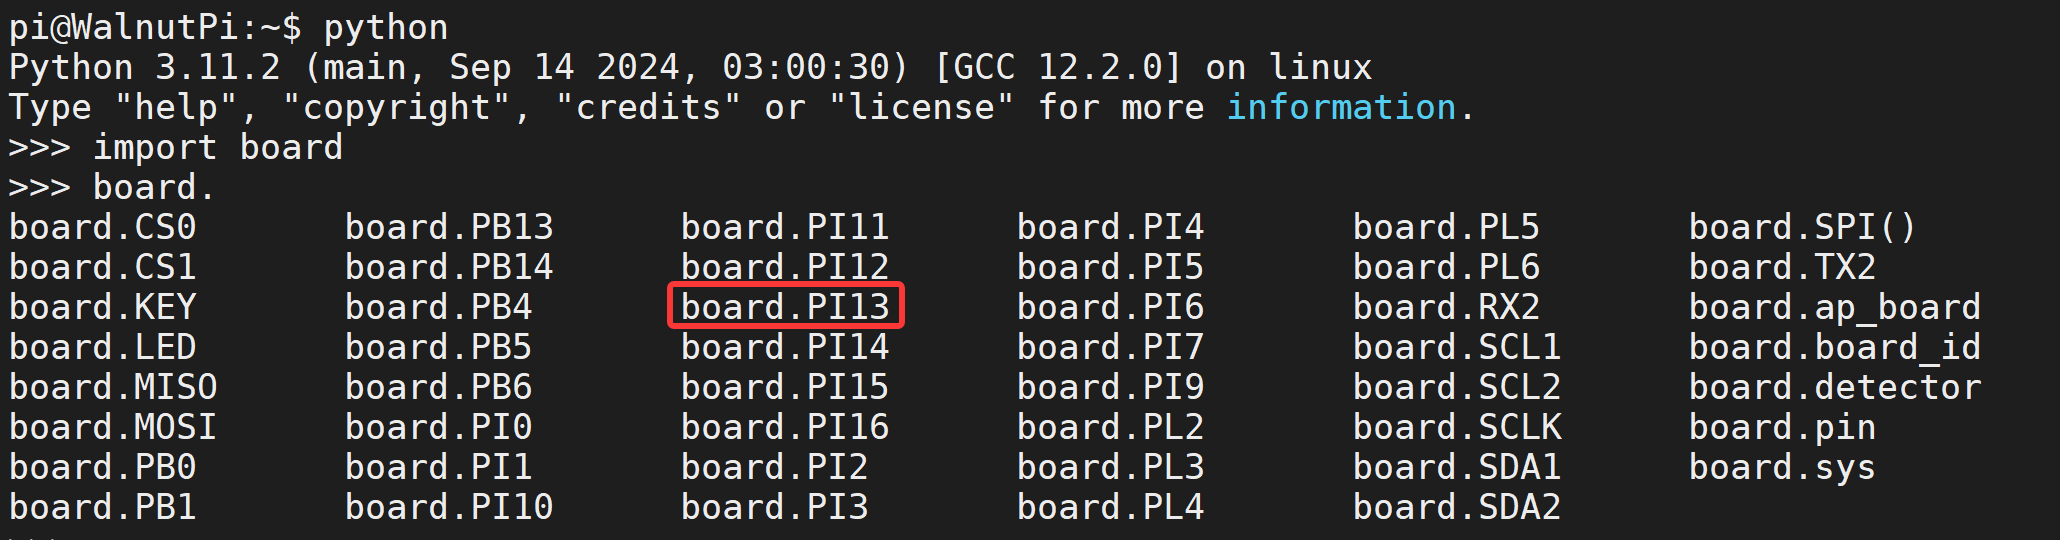 pi@WalnutPi:~$ python
Python 3.11.2 (main, Sep 14 2024, 03:00:30) [GCC 12.2.0] on linux
Type "help", "copyright", "credits" or "license" for more information.
>>> import board
>>> board.
board.CS0 board.PB13 board.PI11 board.PI4 board.PL5 board.SPI()
board.CS1 board.PB14 board.PI12 board.PI5 board.PL6 board.TX2
board.KEY board.PB4 board.PI13 board.PI6 board.RX2 board.ap_board
board.LED board.PB5 board.PI14 board.PI7 board.SCL1 board.board_id
board.MISO board.PB6 board.PI15 board.PI9 board.SCL2 board.detector
board.MOSI board.PI0 board.PI16 board.PL2 board.SCLK board.pin
board.PB0 board.PI1 board.PI2 board.PL3 board.SDA1 board.sys
board.PB1 board.PI10 board.PI3 board.PL4 board.SDA2